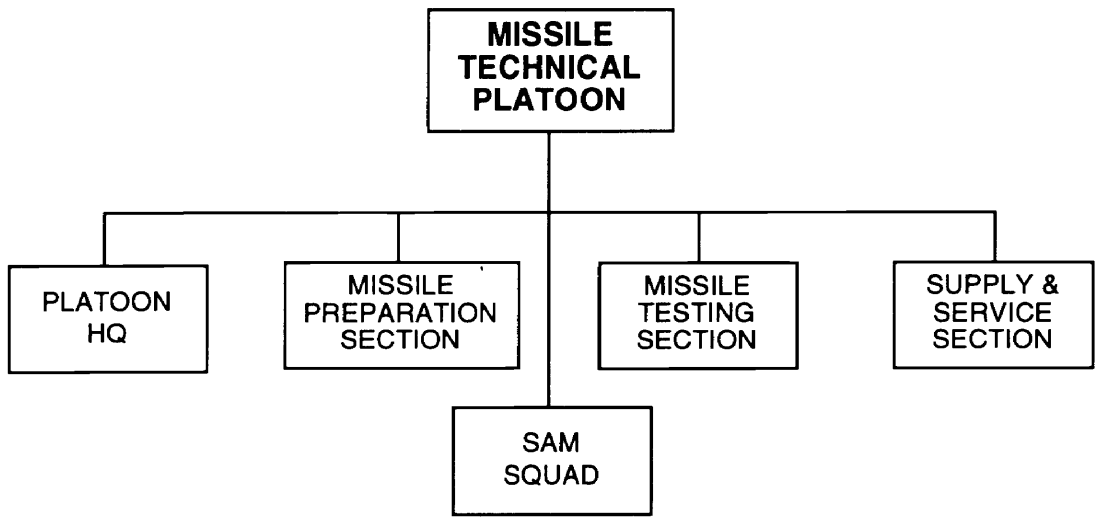 MISSILE
TECHNICAL
PLATOON
PLATOON
HQ
MISSILE
PREPARATION
SECTION
MISSILE
TESTING
SECTION
SUPPLY &
SERVICE
SECTION
SAM
SQUAD